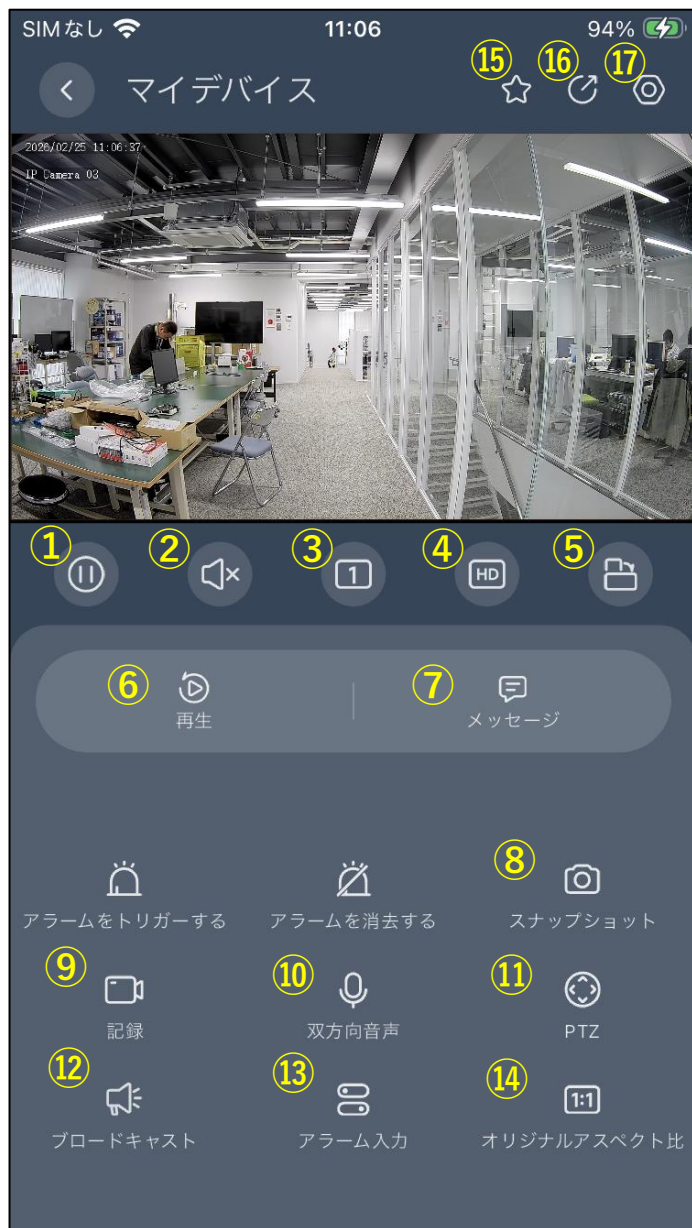 SIMなし 11:06 94%
⑮ ⑯ ⑰
マイデバイス
2026/02/25 11:06:37
IP Camera 03
① ② ③ ④ ⑤
1 HD
⑥ ⑦
再生 メッセージ
⑧
アラームをトリガーする アラームを消去する スナップショット
⑨ ⑩ ⑪
記録 双方向音声 PTZ
⑫ ⑬ ⑭
1:1
ブロードキャスト アラーム入力 オリジナルアスペクト比